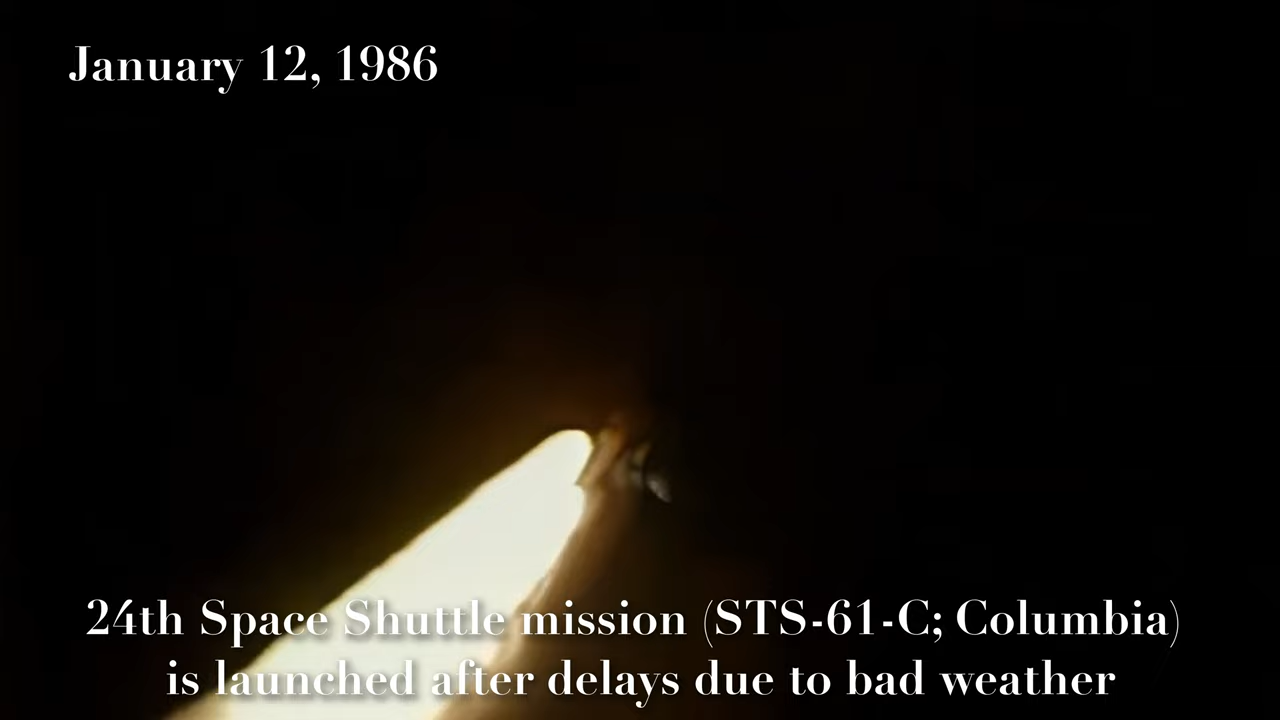 January 12, 1986
24th Space Shuttle mission (STS-61-C; Columbia)
is launched after delays due to bad weather